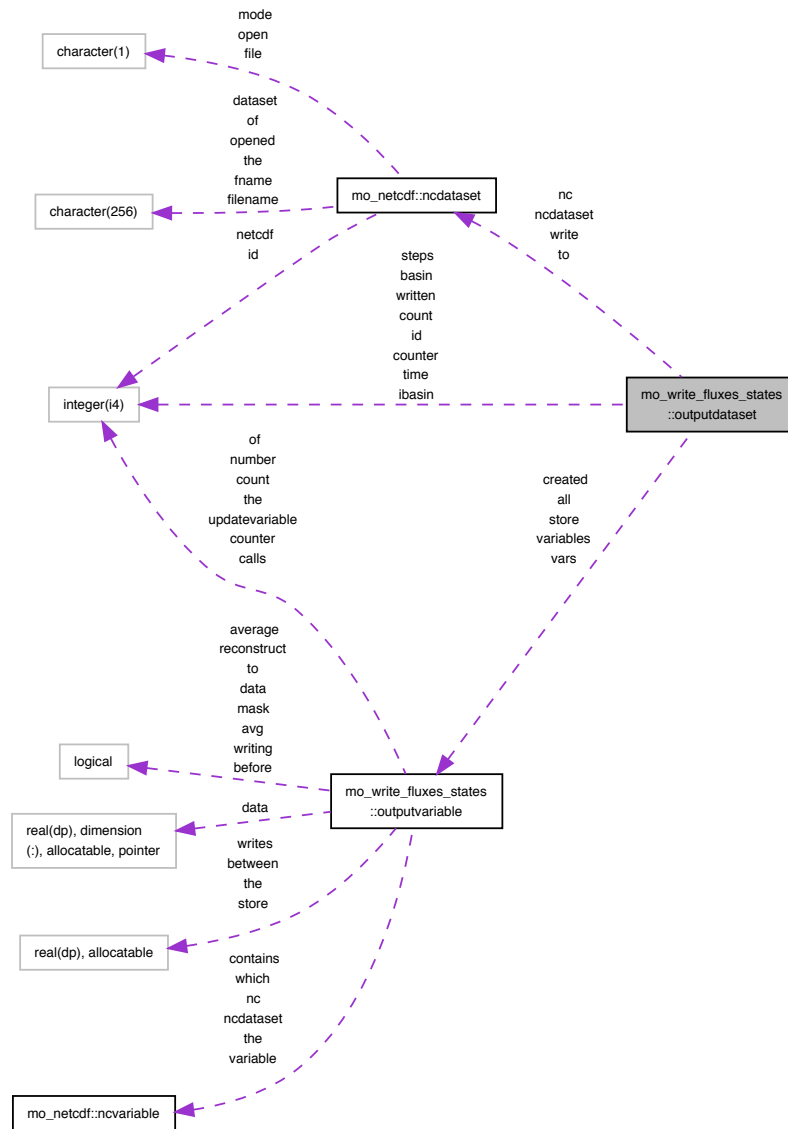 mode
open
file
character(1)
dataset
of
opened
the
fname
filename
mo_netcdf::ncdataset
character(256)
nc
ncdataset
write
to
netcdf
id
steps
basin
written
count
id
counter
time
ibasin
integer(i4)
mo_write_fluxes_states
::outputdataset
of
number
count
the
updatevariable
counter
calls
created
all
store
variables
vars
average
reconstruct
to
data
mask
avg
writing
before
logical
mo_write_fluxes_states
::outputvariable
data
real(dp), dimension
(:), allocatable, pointer
writes
between
the
store
real(dp), allocatable
contains
which
nc
ncdataset
the
variable
mo_netcdf::ncvariable